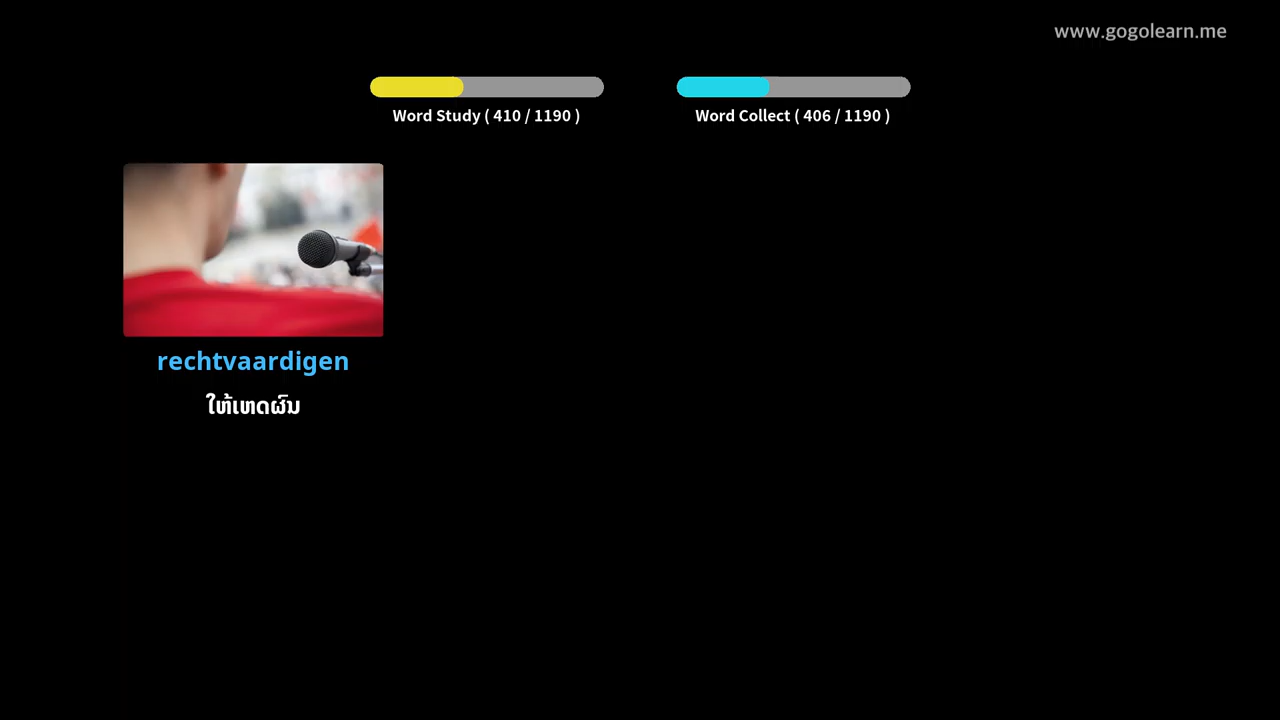 www.gogolearn.me
Word Study ( 410 / 1190 )
Word Collect ( 406 / 1190 )
rechtvaardigen
ໃຫ້ເຫດຜົນ